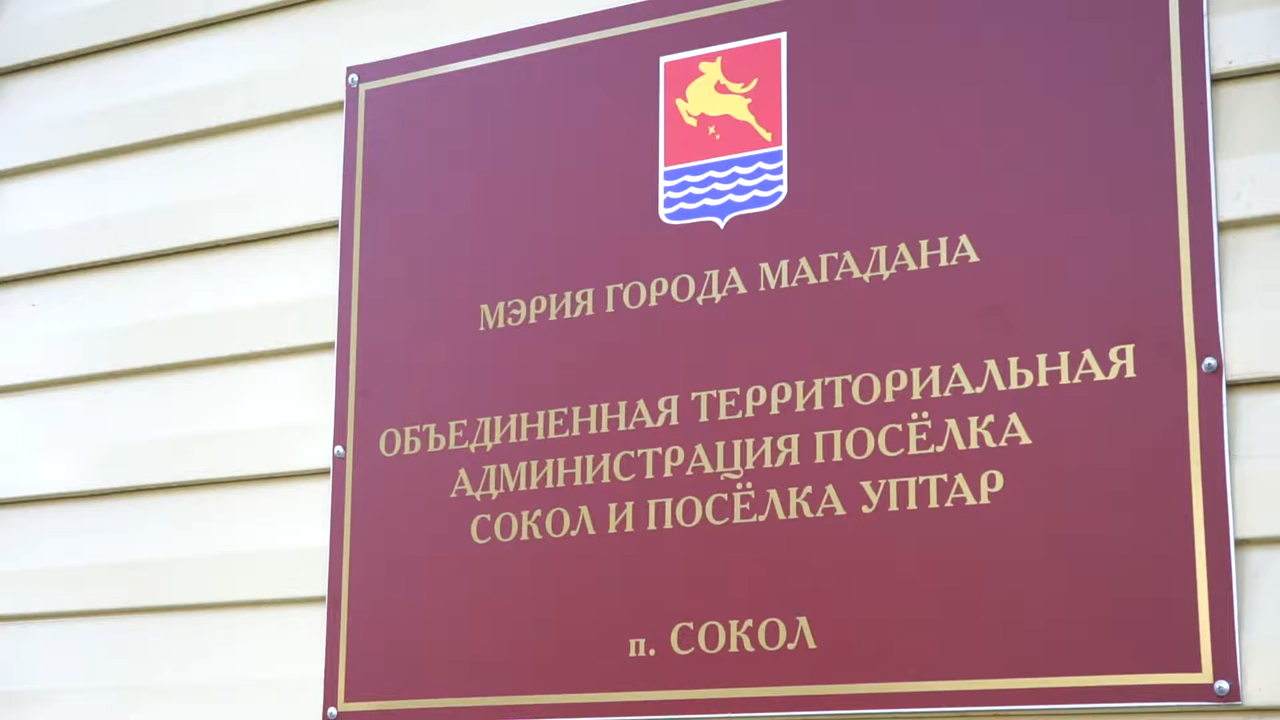 МЭРИЯ ГОРОДА МАГАДАНА
ОБЪЕДИНЕННАЯ ТЕРРИТОРИАЛЬНАЯ
АДМИНИСТРАЦИЯ ПОСЁЛКА
СОКОЛ И ПОСЁЛКА УПТАР
п. СОКОЛ